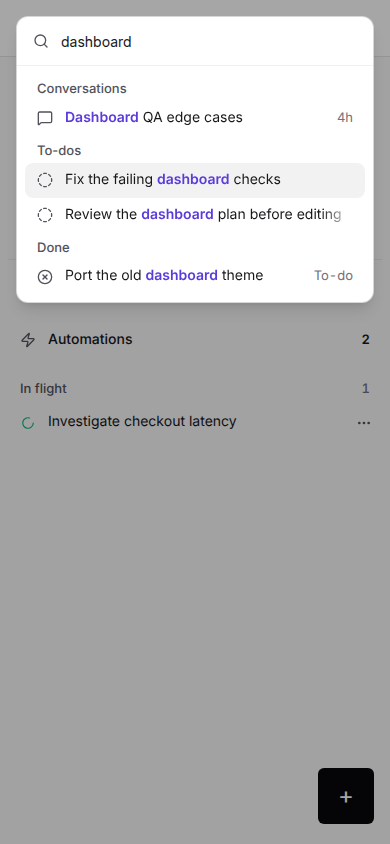 dashboard
Conversations
Dashboard QA edge cases 4h
To-dos
Fix the failing dashboard checks
Review the dashboard plan before editing
Done
Port the old dashboard theme To-do
Automations 2
In flight 1
Investigate checkout latency